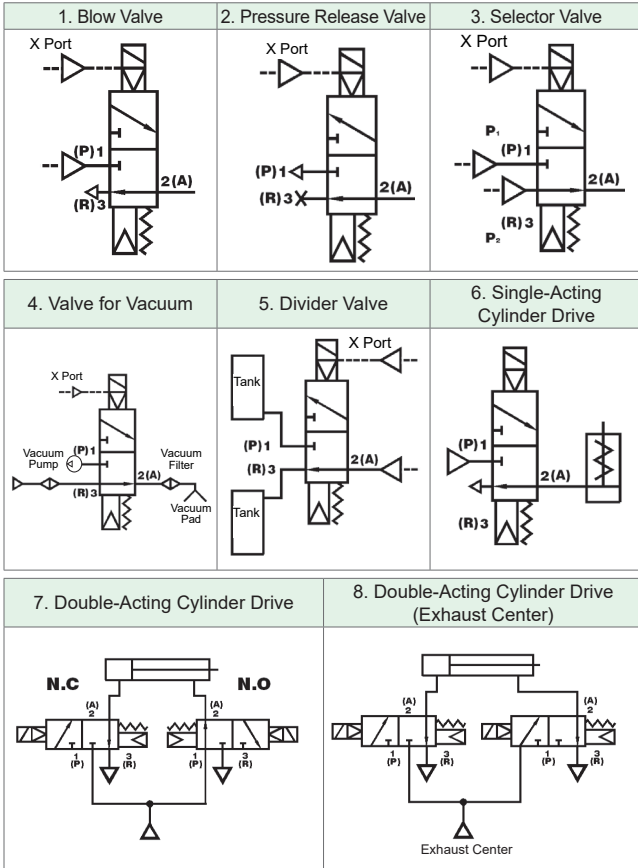 1. Blow Valve
X Port
(P) 1
2(A)
(R) 3
2. Pressure Release Valve
X Port
(P) 1
2(A)
(R) 3
3. Selector Valve
X Port
P1
(P) 1
2(A)
(R) 3
P2
4. Valve for Vacuum
X Port
Vacuum
Pump
(P) 1
Vacuum
Filter
2(A)
(R) 3
Vacuum
Pad
5. Divider Valve
X Port
Tank
(P) 1
(R) 3
2(A)
Tank
6. Single-Acting
Cylinder Drive
(P) 1
2(A)
(R) 3
7. Double-Acting Cylinder Drive
N.C
N.O
(A)
2
(A)
2
1
(P)
3
(R)
1
(P)
3
(R)
8. Double-Acting Cylinder Drive
(Exhaust Center)
(A)
2
(A)
2
1
(P)
3
(R)
1
(P)
3
(R)
Exhaust Center